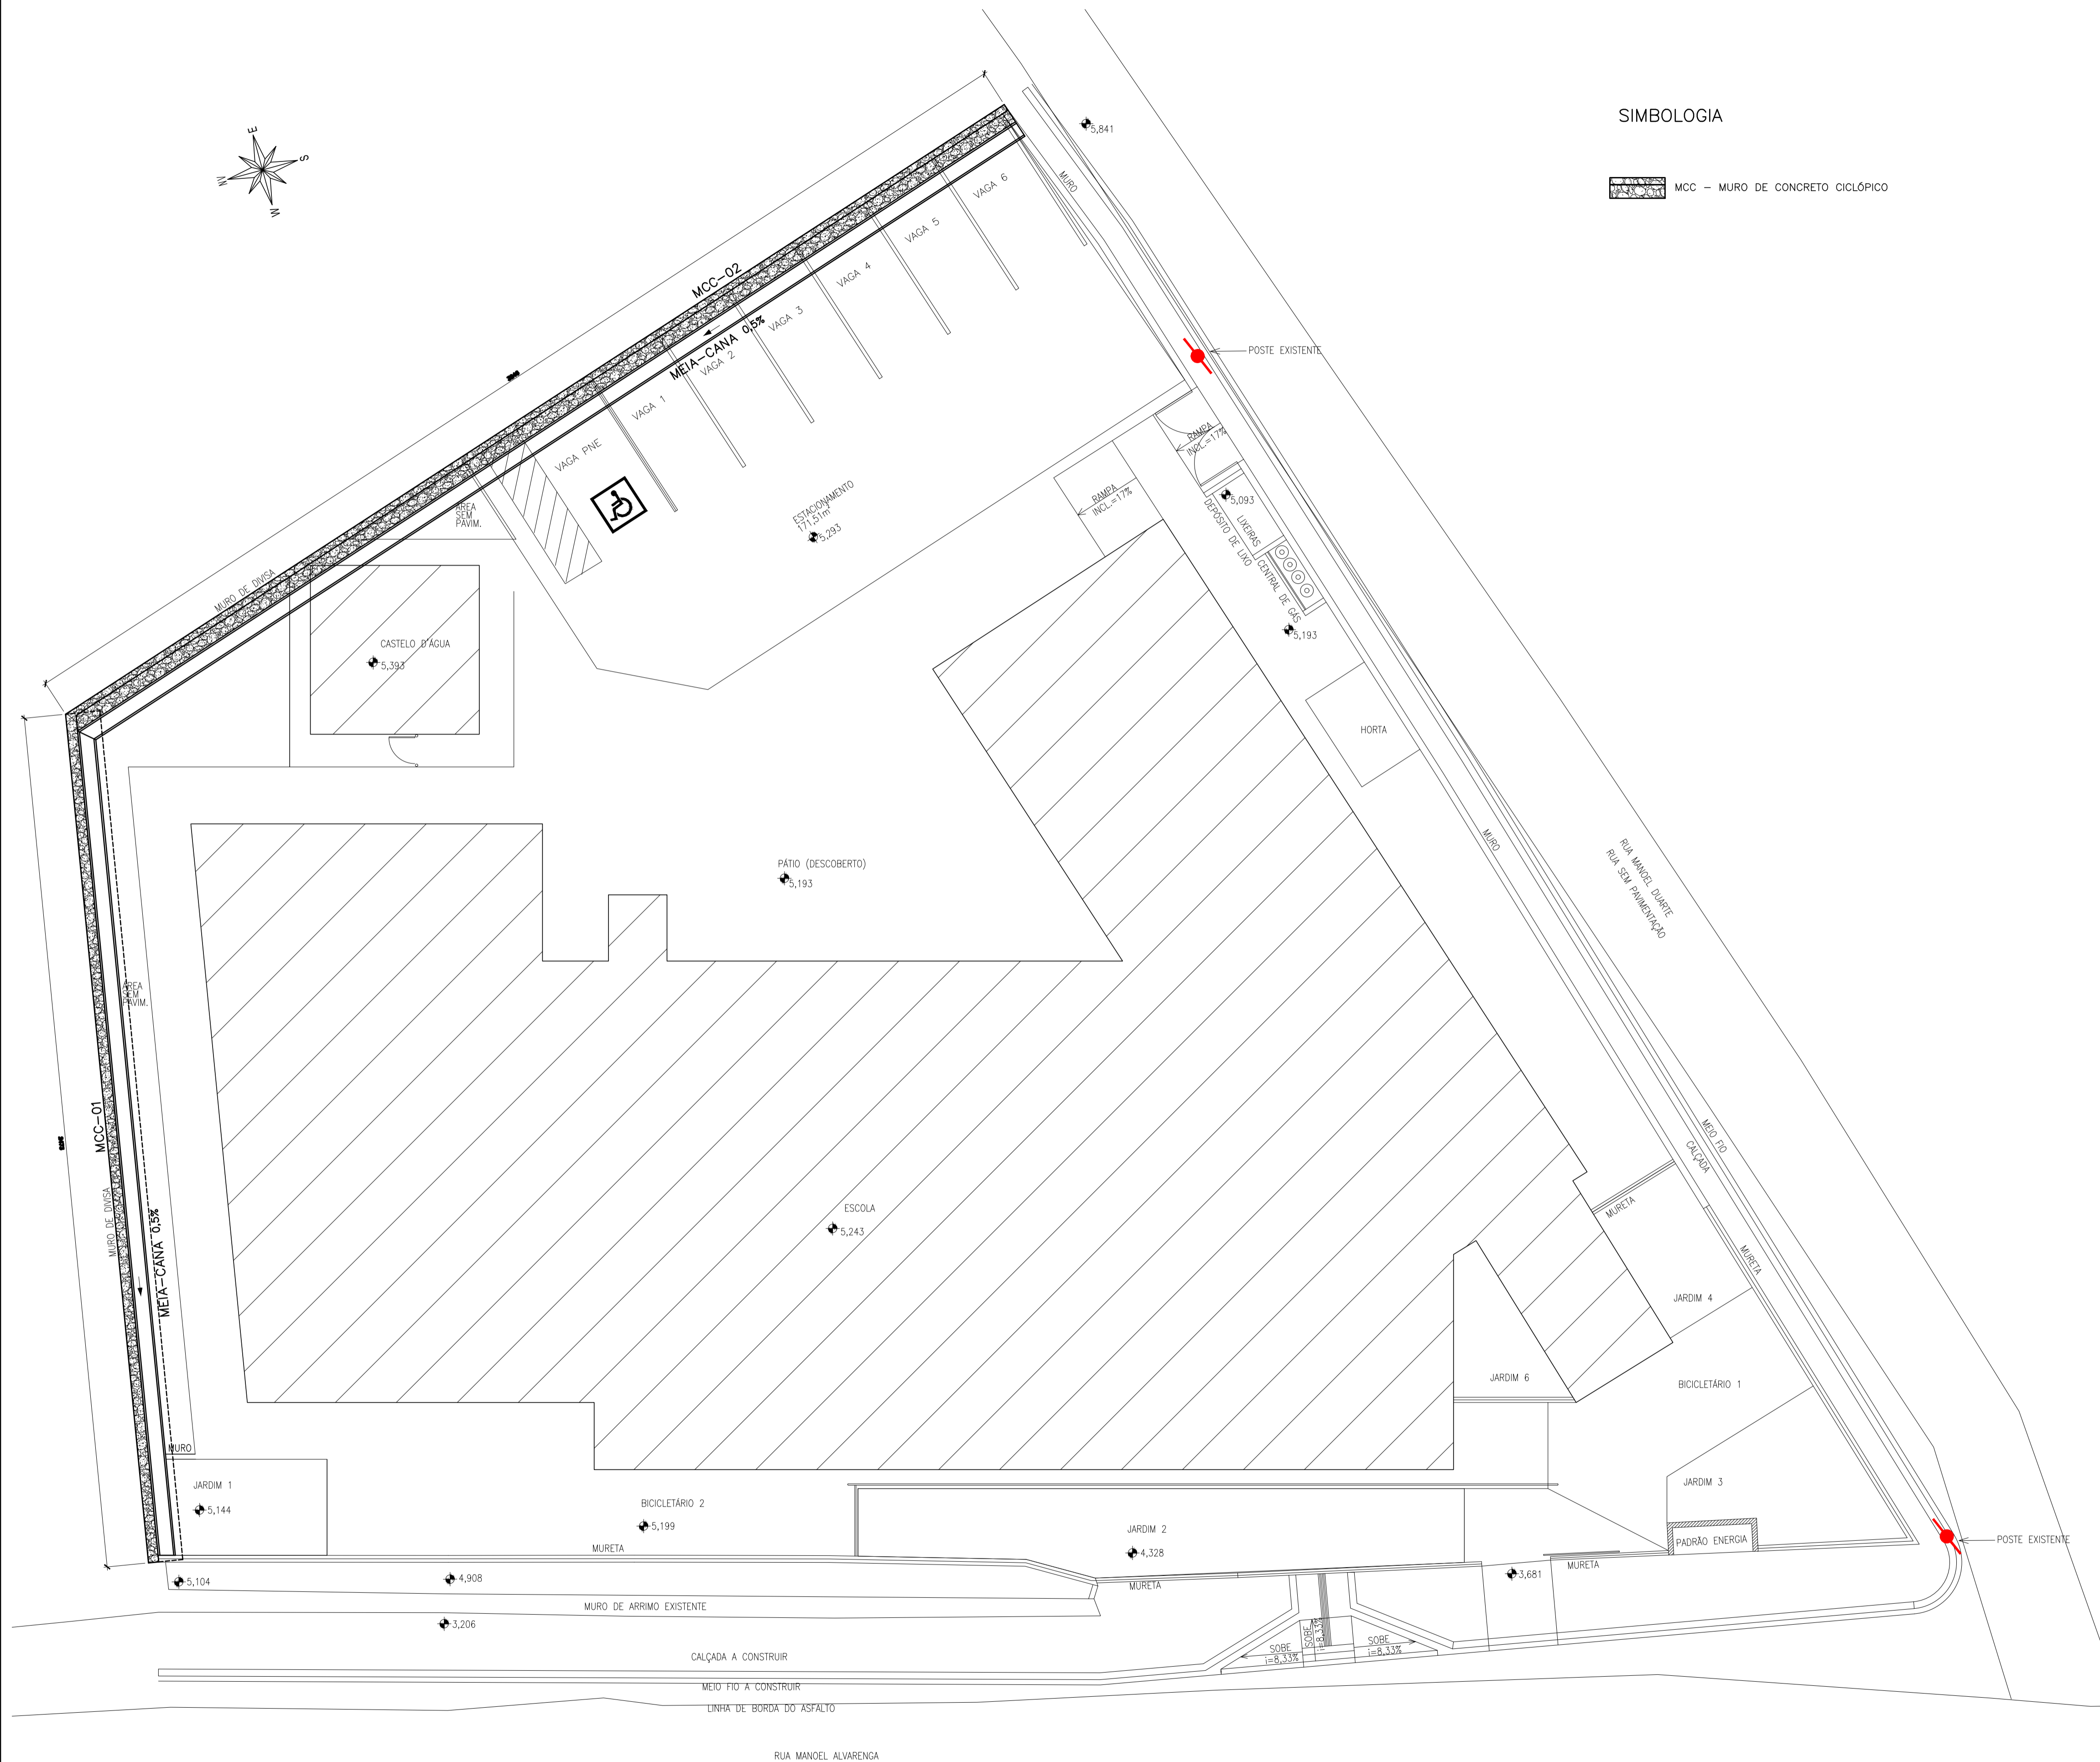 SIMBOLOGIA
MCC – MURO DE CONCRETO CICLÓPICO
E
S
W
5,841
MURO
VAGA 6
VAGA 5
VAGA 4
VAGA 3
VAGA 2
VAGA 1
VAGA PNE
MCC-02
MEIA-CANA 0,5%
POSTE EXISTENTE
RAMPA
INCL.=17%
RAMPA
INCL.=17%
5,093
LIXEIRAS
DEPÓSITO DE LIXO
CENTRAL DE GÁS
5,193
ESTACIONAMENTO
171,51m²
5,293
ÁREA
SEM
PAVIM.
MURO DE DIVISA
CASTELO D'ÁGUA
5,393
HORTA
PÁTIO (DESCOBERTO)
5,193
MURO
RUA MANOEL DUARTE
RUA SEM PAVIMENTAÇÃO
ÁREA
SEM
PAVIM.
MCC-01
MURO DE DIVISA
MEIA-CANA 0,5%
ESCOLA
5,243
MEIO FIO
CALÇADA
MURETA
MURETA
JARDIM 4
JARDIM 6
BICICLETÁRIO 1
MURO
JARDIM 1
5,144
BICICLETÁRIO 2
5,199
JARDIM 2
4,328
JARDIM 3
PADRÃO ENERGIA
POSTE EXISTENTE
MURETA
MURETA
MURETA
3,681
5,104
4,908
MURO DE ARRIMO EXISTENTE
3,206
SOBE
i=8,33%
SOBE
i=8,33%
SOBE
i=8,33%
CALÇADA A CONSTRUIR
MEIO FIO A CONSTRUIR
LINHA DE BORDA DO ASFALTO
RUA MANOEL ALVARENGA